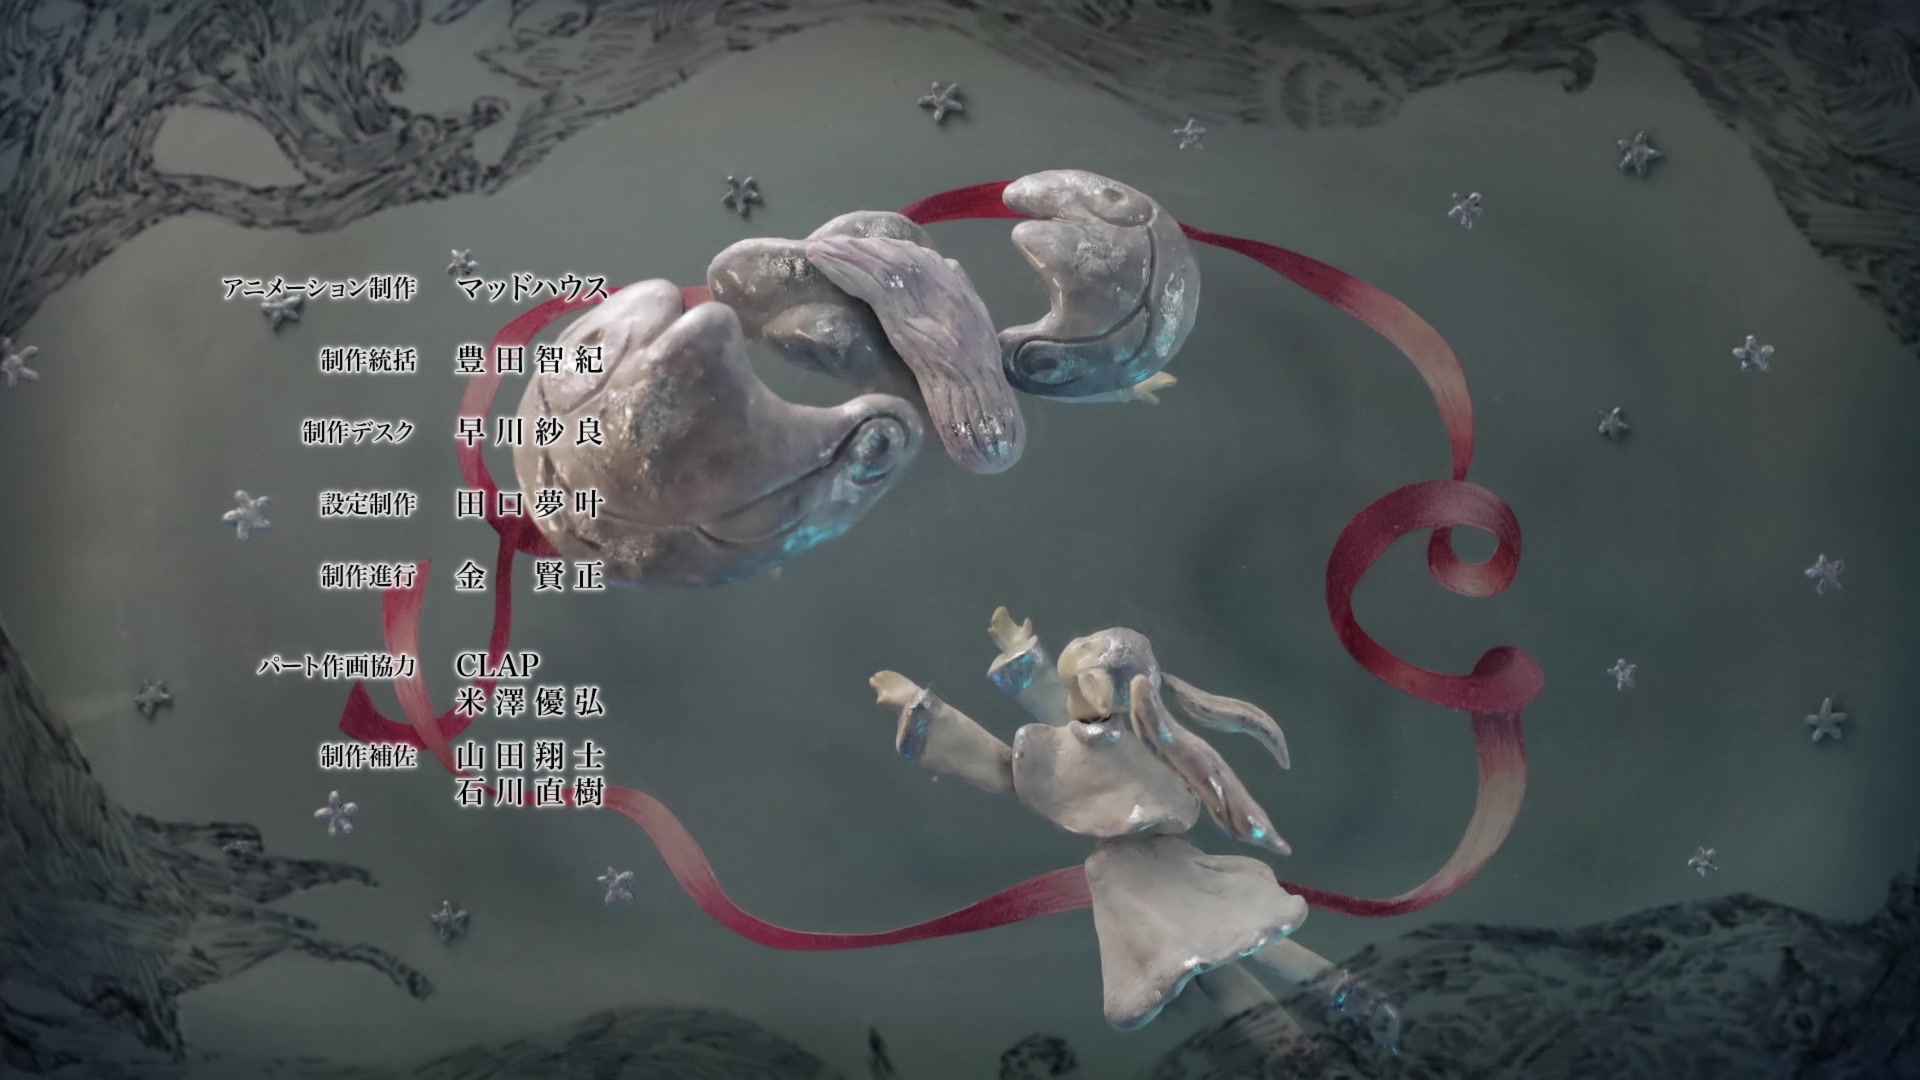 アニメーション制作 マッドハウス
制作統括 豊田智紀
制作デスク 早川紗良
設定制作 田口夢叶
制作進行 金 賢正
パート作画協力 CLAP
米澤優弘
制作補佐 山田翔士
石川直樹